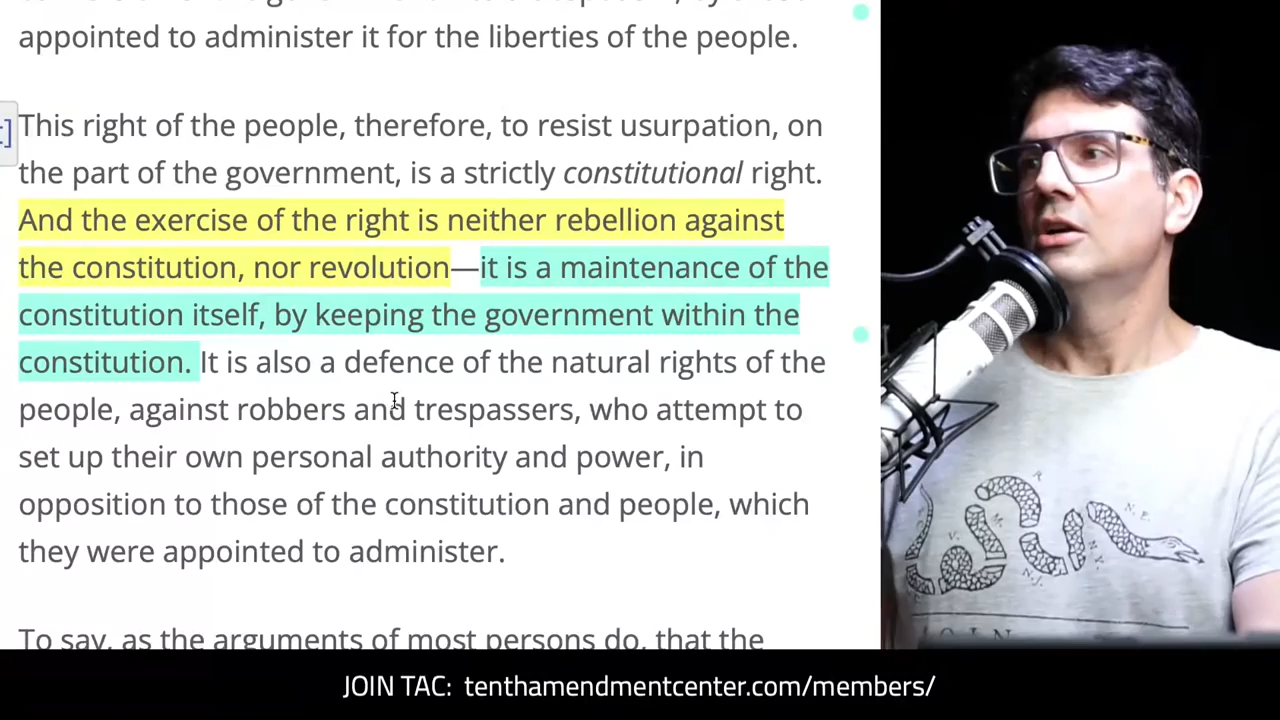 appointed to administer it for the liberties of the people.
t]
This right of the people, therefore, to resist usurpation, on
the part of the government, is a strictly constitutional right.
And the exercise of the right is neither rebellion against
the constitution, nor revolution—it is a maintenance of the
constitution itself, by keeping the government within the
constitution. It is also a defence of the natural rights of the
people, against robbers and trespassers, who attempt to
set up their own personal authority and power, in
opposition to those of the constitution and people, which
they were appointed to administer.
To say, as the arguments of most persons do, that the
R.
N.E.
V.
M.
N.Y.
N.J.
P.
JOIN
JOIN TAC: tenthamendmentcenter.com/members/